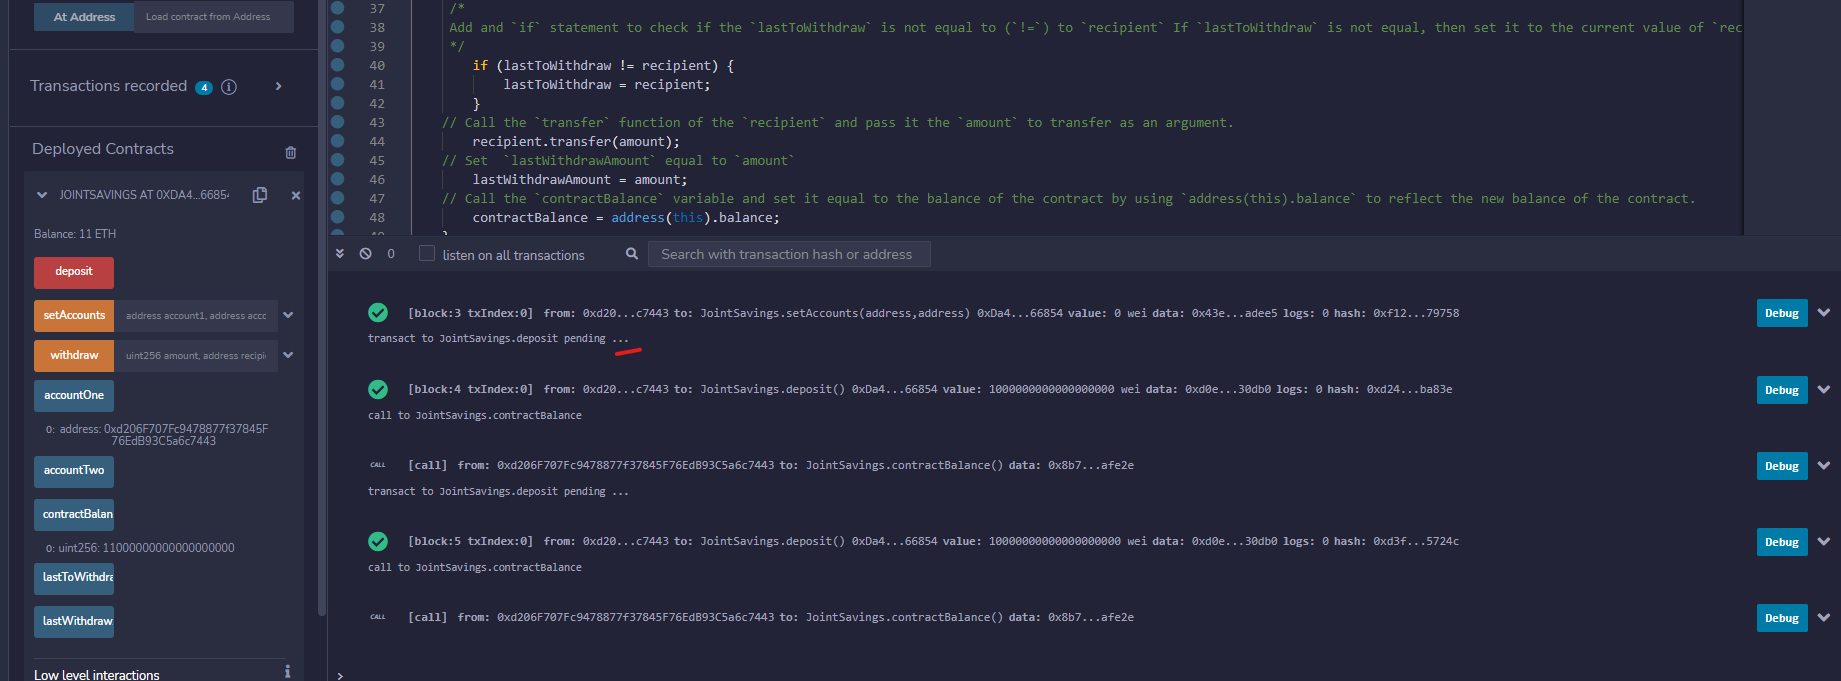 At Address
Load contract from Address
Transactions recorded 4 i
Deployed Contracts
JOINTSAVINGS AT 0XDA4...66854
Balance: 11 ETH
deposit
setAccounts address account1, address acco
withdraw uint256 amount, address recipi
accountOne
0: address: 0xd206F707Fc9478877f37845F
76EdB93C5a6c7443
accountTwo
contractBalan
0: uint256: 11000000000000000000
lastToWithdra
lastWithdraw
Low level interactions i
37 /*
38 Add and `if` statement to check if the `lastToWithdraw` is not equal to (`!=`) to `recipient` If `lastToWithdraw` is not equal, then set it to the current value of `rec
39 */
40 if (lastToWithdraw != recipient) {
41 lastToWithdraw = recipient;
42 }
43 // Call the `transfer` function of the `recipient` and pass it the `amount` to transfer as an argument.
44 recipient.transfer(amount);
45 // Set  `lastWithdrawAmount` equal to `amount`
46 lastWithdrawAmount = amount;
47 // Call the `contractBalance` variable and set it equal to the balance of the contract by using `address(this).balance` to reflect the new balance of the contract.
48 contractBalance = address(this).balance;
0 listen on all transactions Search with transaction hash or address
[block:3 txIndex:0] from: 0xd20...c7443 to: JointSavings.setAccounts(address,address) 0xDa4...66854 value: 0 wei data: 0x43e...adee5 logs: 0 hash: 0xf12...79758 Debug
transact to JointSavings.deposit pending ...
[block:4 txIndex:0] from: 0xd20...c7443 to: JointSavings.deposit() 0xDa4...66854 value: 1000000000000000000 wei data: 0xd0e...30db0 logs: 0 hash: 0xd24...ba83e Debug
call to JointSavings.contractBalance
CALL [call] from: 0xd206F707Fc9478877f37845F76EdB93C5a6c7443 to: JointSavings.contractBalance() data: 0x8b7...afe2e Debug
transact to JointSavings.deposit pending ...
[block:5 txIndex:0] from: 0xd20...c7443 to: JointSavings.deposit() 0xDa4...66854 value: 10000000000000000000 wei data: 0xd0e...30db0 logs: 0 hash: 0xd3f...5724c Debug
call to JointSavings.contractBalance
CALL [call] from: 0xd206F707Fc9478877f37845F76EdB93C5a6c7443 to: JointSavings.contractBalance() data: 0x8b7...afe2e Debug
>